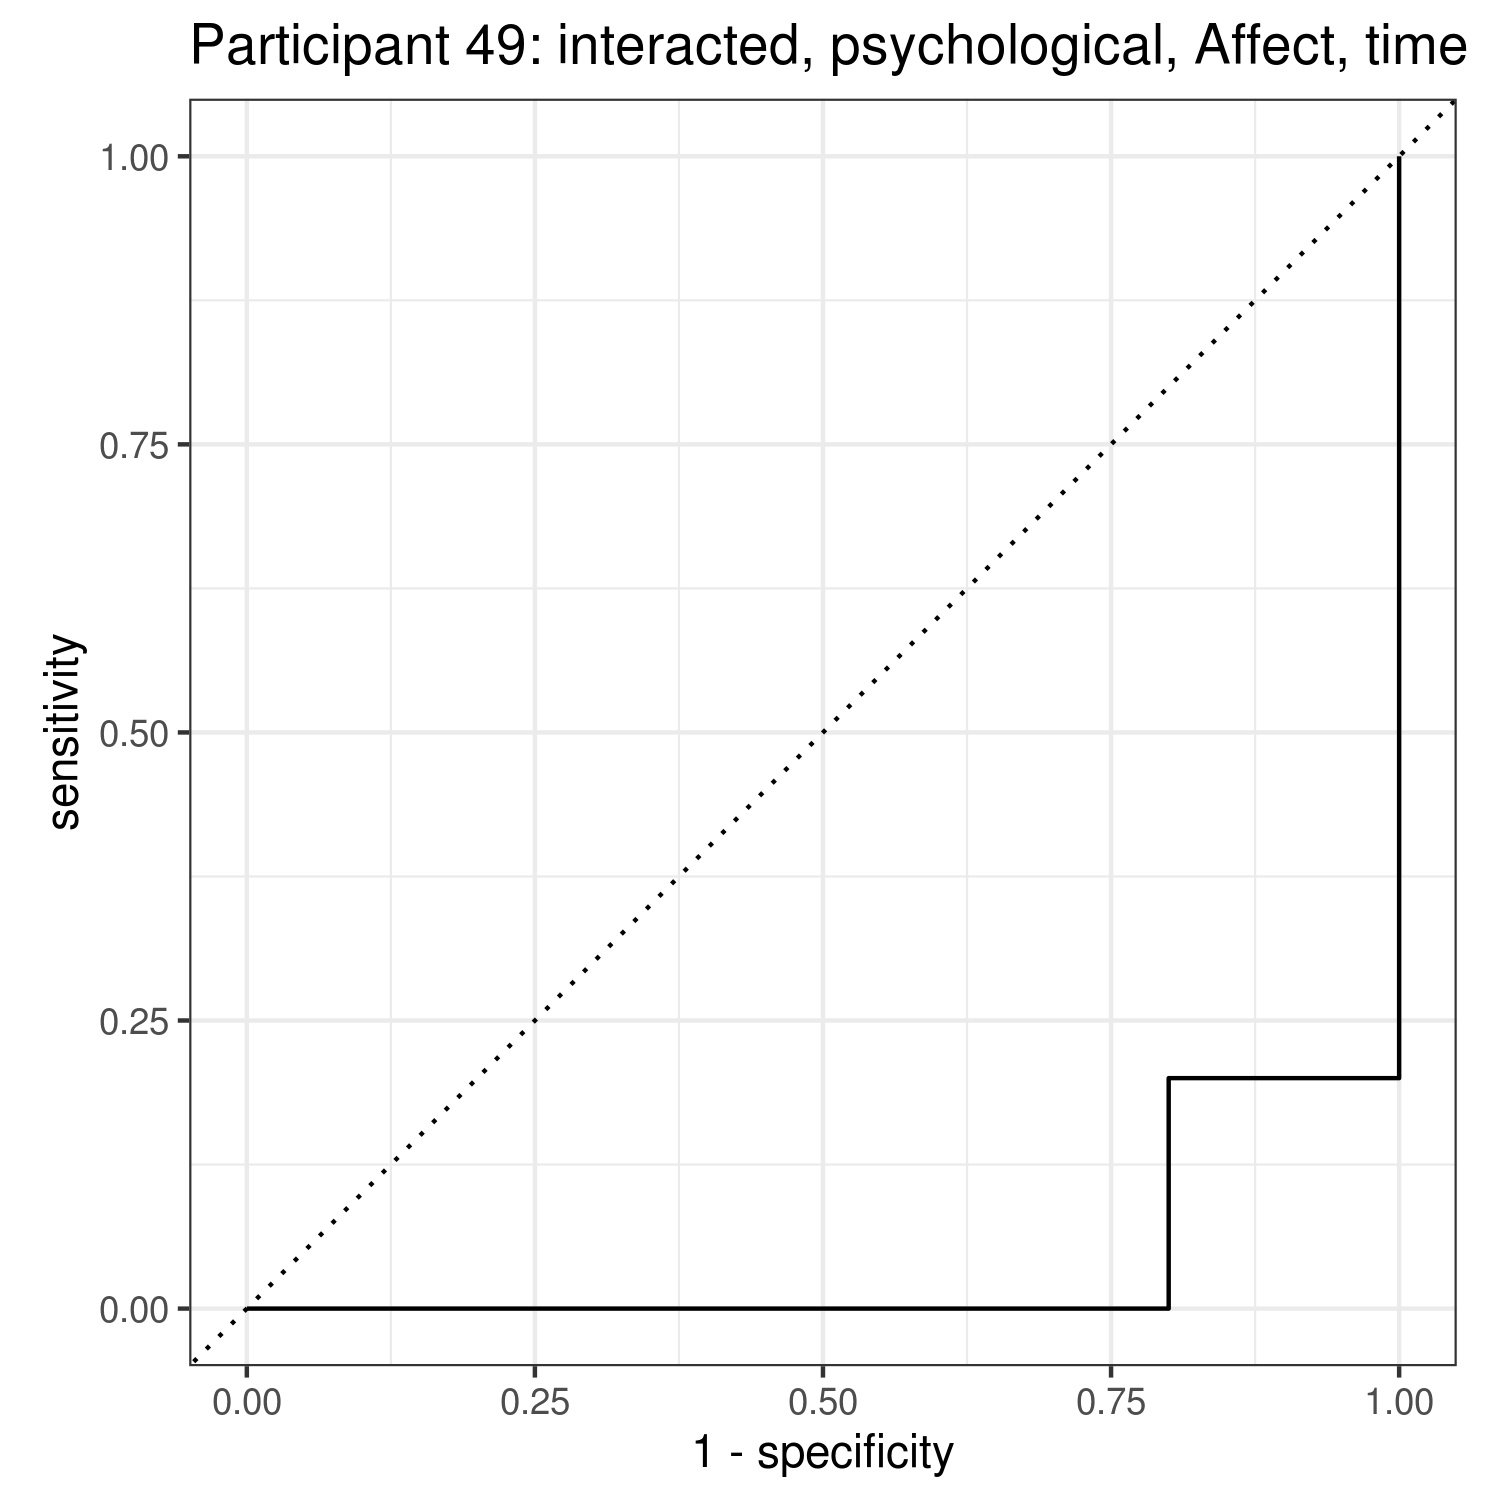 Participant 49: interacted, psychological, Affect, time
1.00
0.75
0.50
0.25
0.00
sensitivity
0.00 0.25 0.50 0.75 1.00
1 - specificity